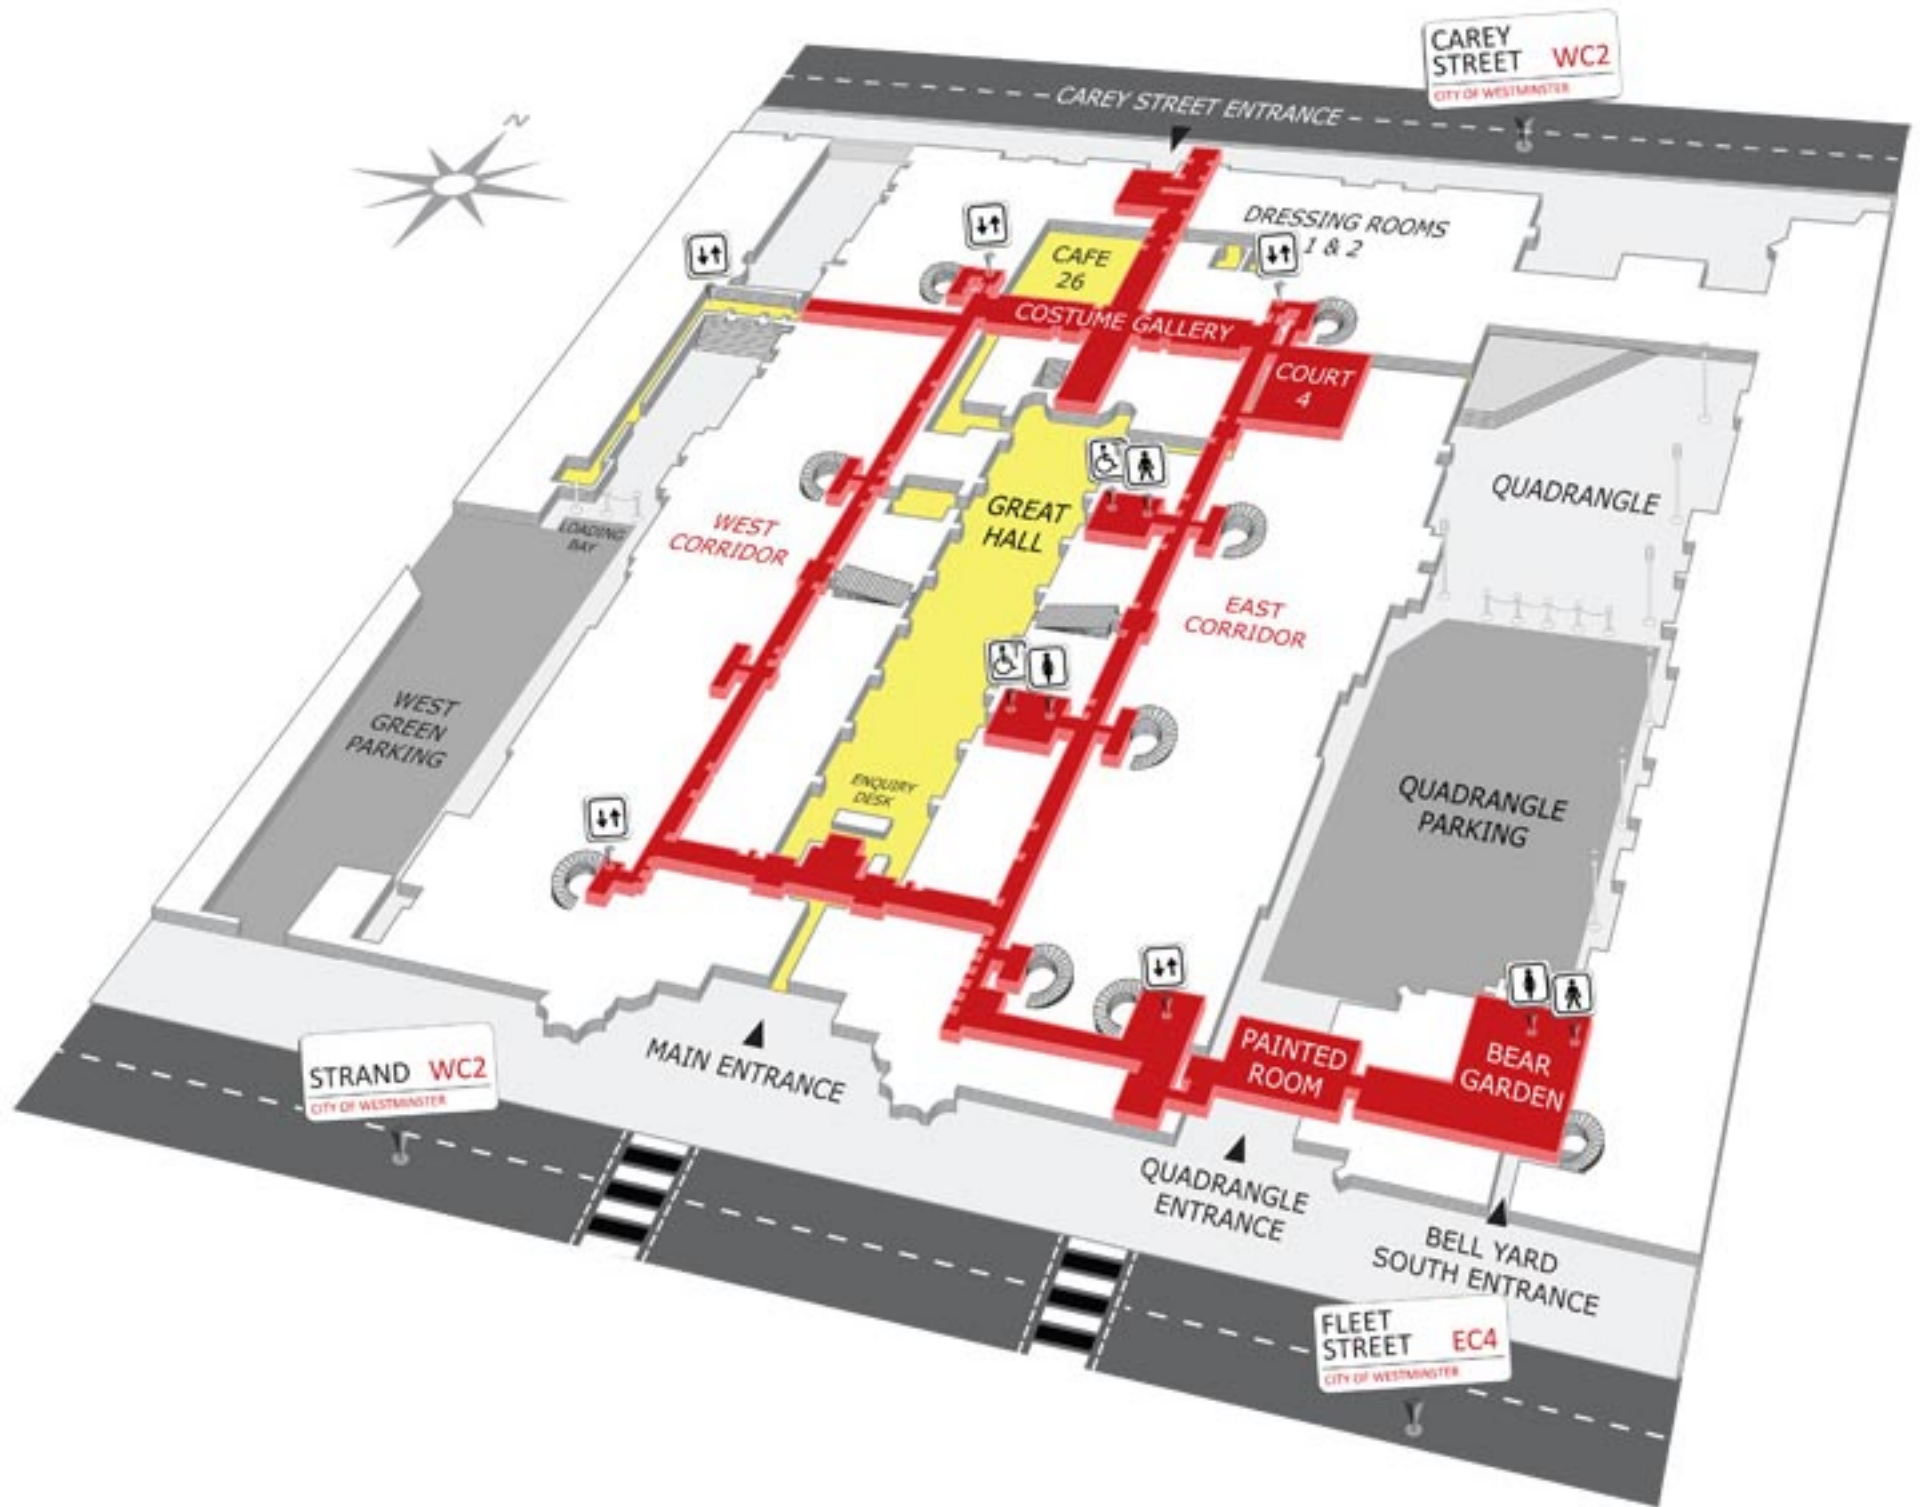 CAREY
STREET WC2
CITY OF WESTMINSTER
CAREY STREET ENTRANCE
N
DRESSING ROOMS
1 & 2
CAFE
26
COSTUME GALLERY
COURT
4
QUADRANGLE
GREAT
HALL
WEST
CORRIDOR
LOADING
BAY
EAST
CORRIDOR
WEST
GREEN
PARKING
ENQUIRY
DESK
QUADRANGLE
PARKING
PAINTED
ROOM
BEAR
GARDEN
MAIN ENTRANCE
STRAND WC2
CITY OF WESTMINSTER
QUADRANGLE
ENTRANCE
BELL YARD
SOUTH ENTRANCE
FLEET
STREET EC4
CITY OF WESTMINSTER